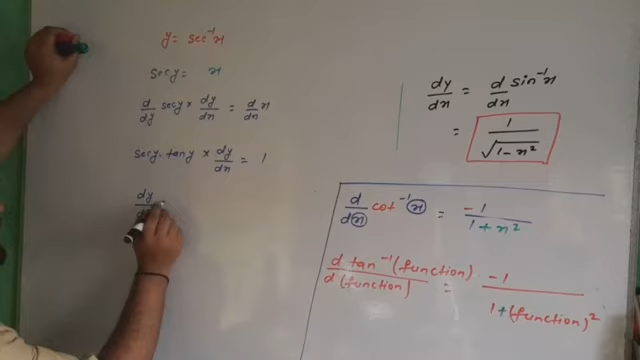 y = sec⁻¹x
sec y = x
d/dy sec y × dy/dx = d/dx x
sec y · tan y × dy/dx = 1
dy/d
dy/dx = d/dx sin⁻¹x
= 1/√(1-x²)
d/dx cot⁻¹x = -1/(1+x²)
d tan⁻¹(function)/d(function) = -1/(1+(function)²)